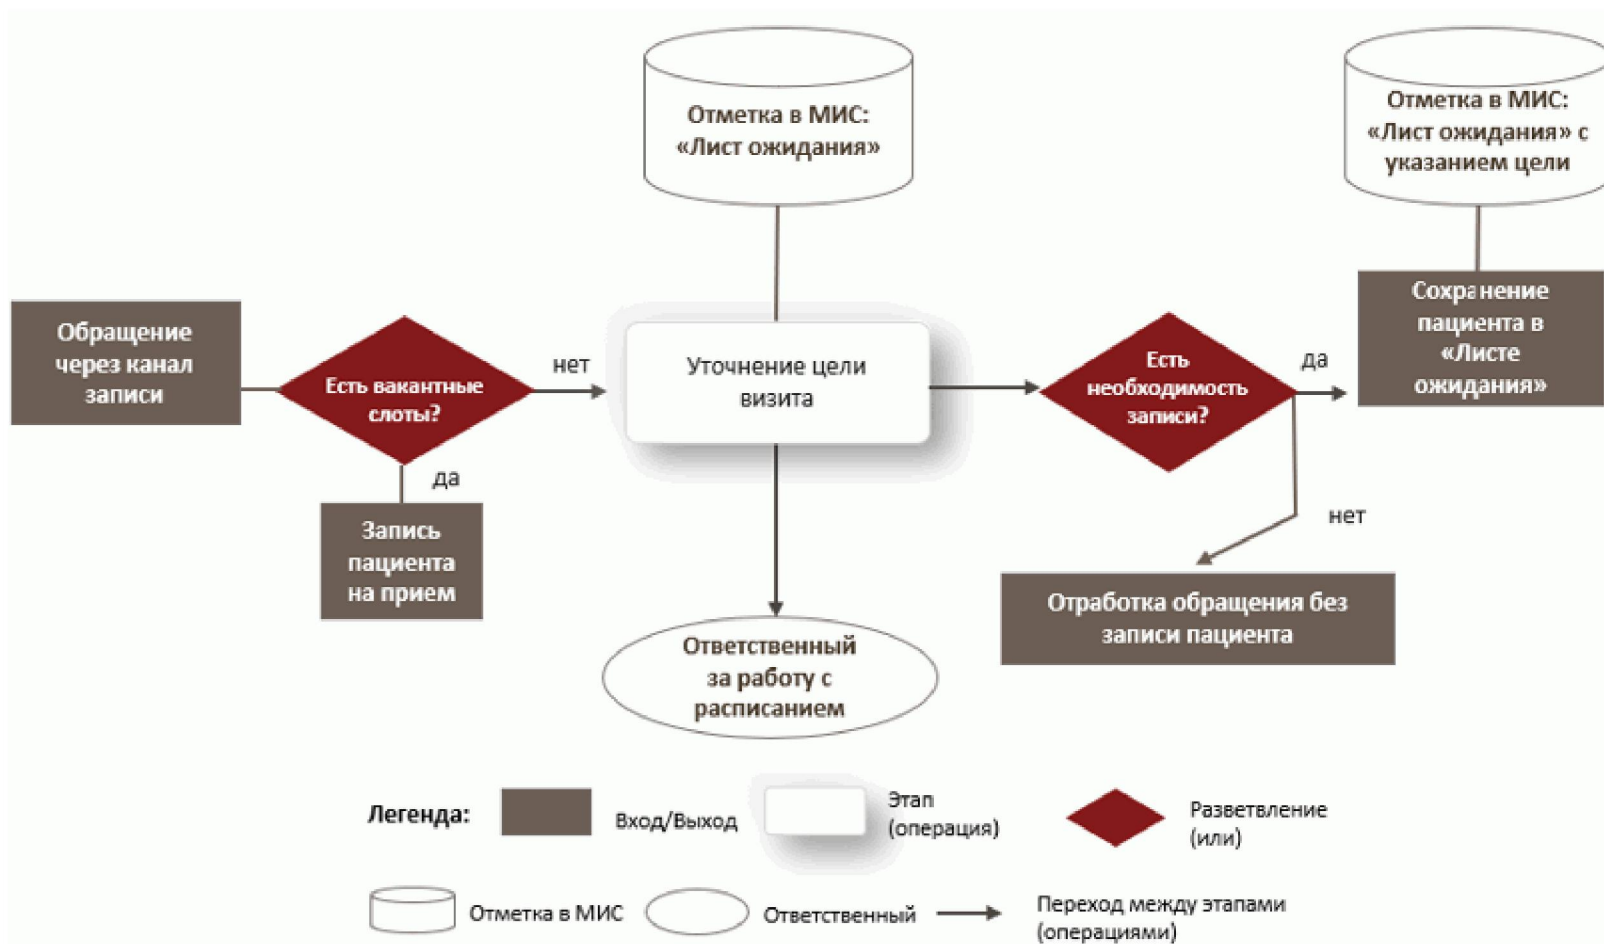 Отметка в МИС:
«Лист ожидания»
Отметка в МИС:
«Лист ожидания» с
указанием цели
Обращение
через канал
записи
Есть вакантные
слоты?
нет
да
Запись
пациента
на прием
Уточнение цели
визита
Ответственный
за работу с
расписанием
Есть
необходимость
записи?
да
Сохранение
пациента в
«Листе
ожидания»
нет
Отработка обращения без
записи пациента
Легенда:
Вход/Выход
Этап
(операция)
Разветвление
(или)
Отметка в МИС
Ответственный
Переход между этапами
(операциями)